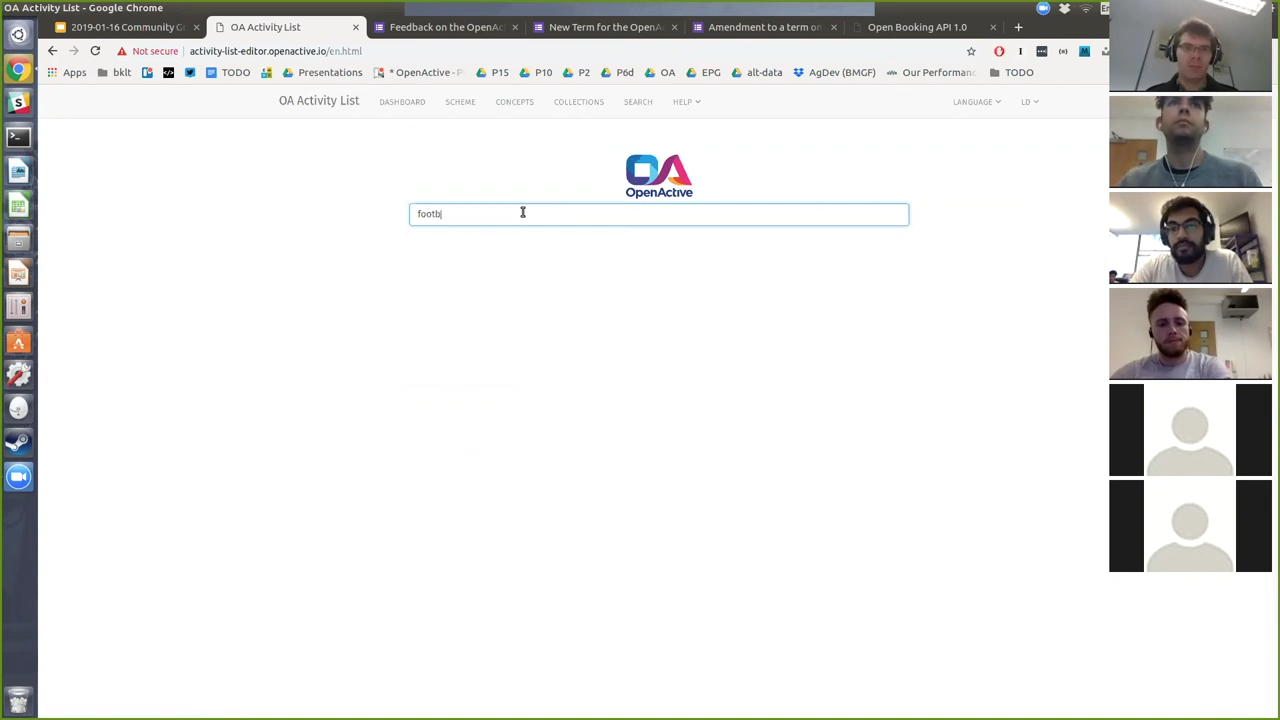 OA Activity List - Google Chrome
2019-01-16 Community G
OA Activity List
Feedback on the OpenAc
New Term for the OpenA
Amendment to a term on
Open Booking API 1.0
Not secure
activity-list-editor.openactive.io/en.html
Apps
bklt
TODO
Presentations
* OpenActive - P
P15
P10
P2
P6d
OA
EPG
alt-data
AgDev (BMGF)
Our Performanc
TODO
OA Activity List
DASHBOARD
SCHEME
CONCEPTS
COLLECTIONS
SEARCH
HELP
LANGUAGE
LD
OA
OpenActive
footb